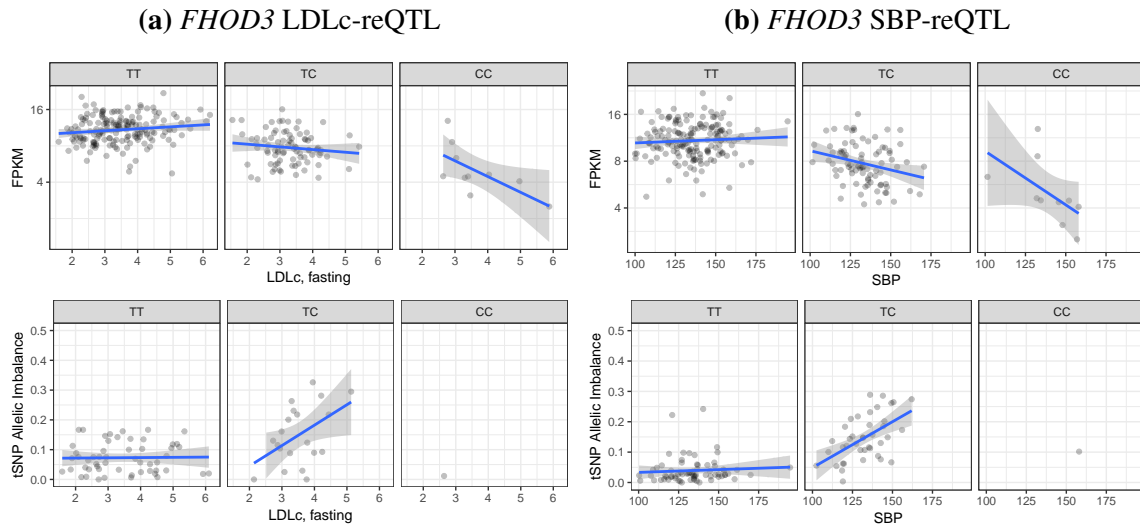 (a) FHOD3 LDLc-reQTL
TT TC CC
FPKM
16
4
2 3 4 5 6 2 3 4 5 6 2 3 4 5 6
LDLc, fasting
TT TC CC
tSNP Allelic Imbalance
0.5
0.4
0.3
0.2
0.1
0.0
2 3 4 5 6 2 3 4 5 6 2 3 4 5 6
LDLc, fasting
(b) FHOD3 SBP-reQTL
TT TC CC
FPKM
16
8
4
100 125 150 175 100 125 150 175 100 125 150 175
SBP
TT TC CC
tSNP Allelic Imbalance
0.5
0.4
0.3
0.2
0.1
0.0
100 125 150 175 100 125 150 175 100 125 150 175
SBP